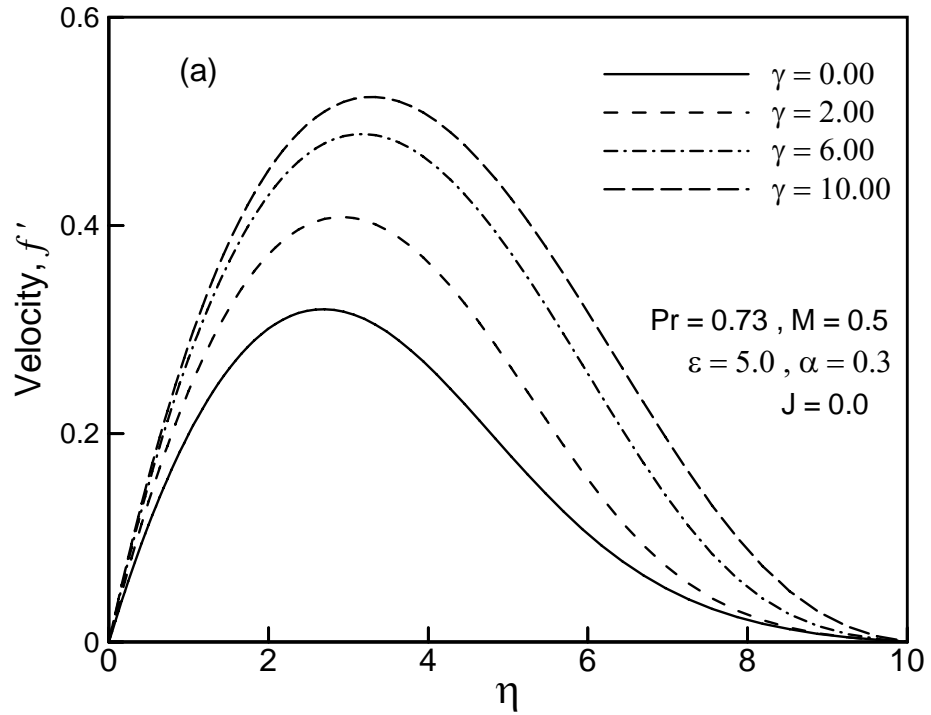 (a)
γ = 0.00
γ = 2.00
γ = 6.00
γ = 10.00
Pr = 0.73 , M = 0.5
ε = 5.0 , α = 0.3
J = 0.0
Velocity, f '
0.6
0.4
0.2
0
0 2 4 6 8 10
η